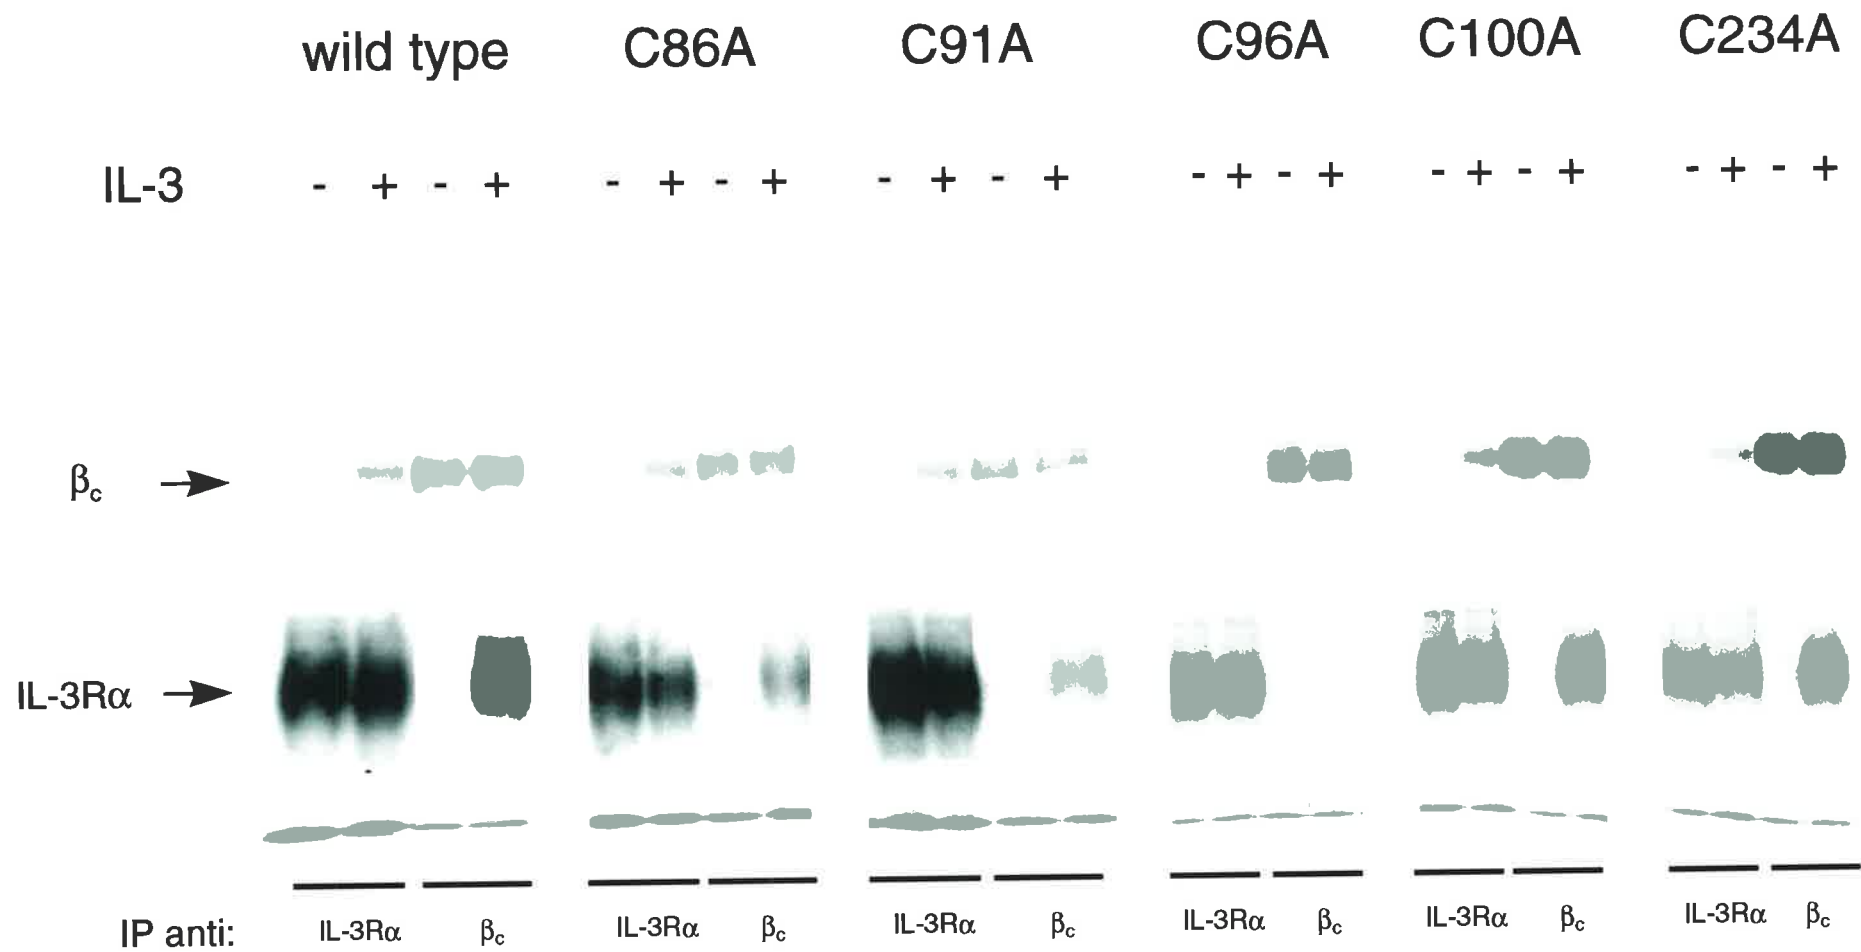 wild type C86A C91A C96A C100A C234A
IL-3 - + - + - + - + - + - + - + - + - + - + - + - +
βc
IL-3Rα
IP anti: IL-3Rα βc IL-3Rα βc IL-3Rα βc IL-3Rα βc IL-3Rα βc IL-3Rα βc